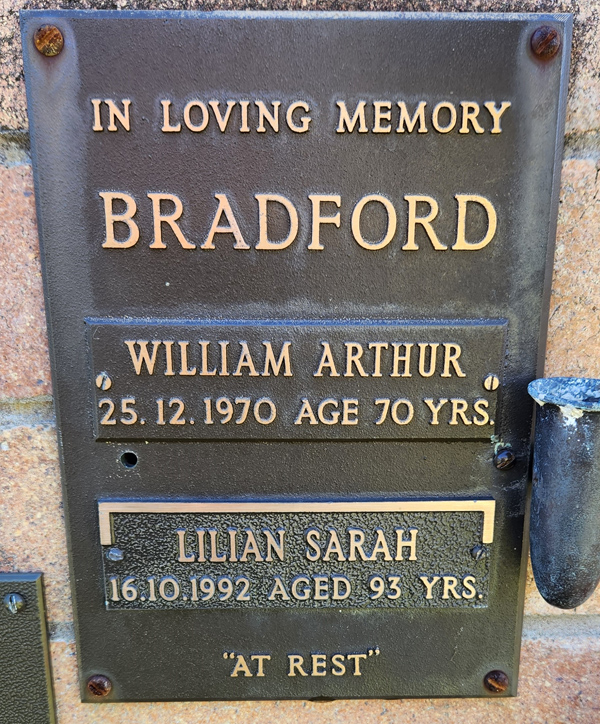 IN LOVING MEMORY
BRADFORD
WILLIAM ARTHUR
25.12.1970 AGE 70 YRS.
LILIAN SARAH
16.10.1992 AGED 93 YRS.
"AT REST"